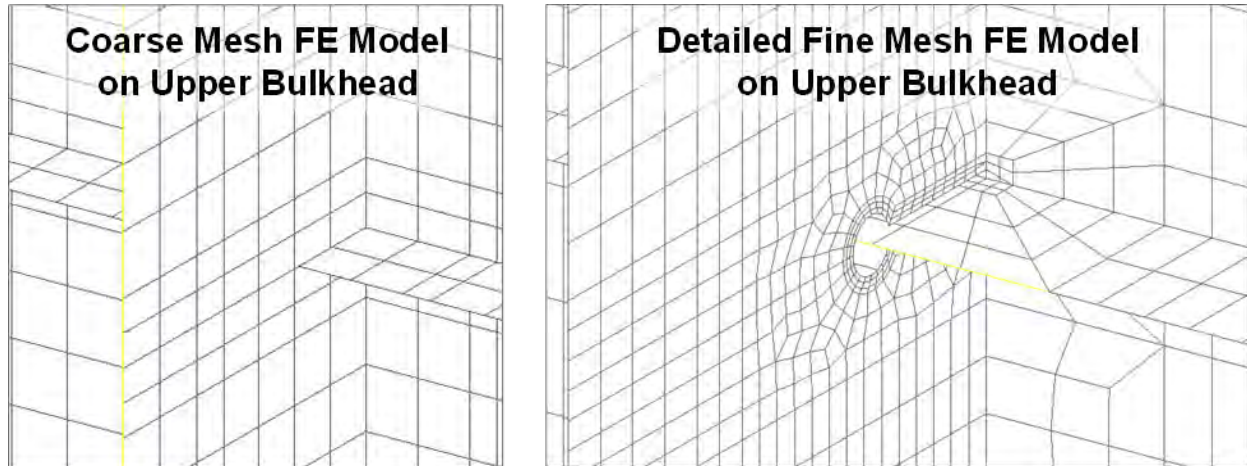 Coarse Mesh FE Model
on Upper Bulkhead
Detailed Fine Mesh FE Model
on Upper Bulkhead